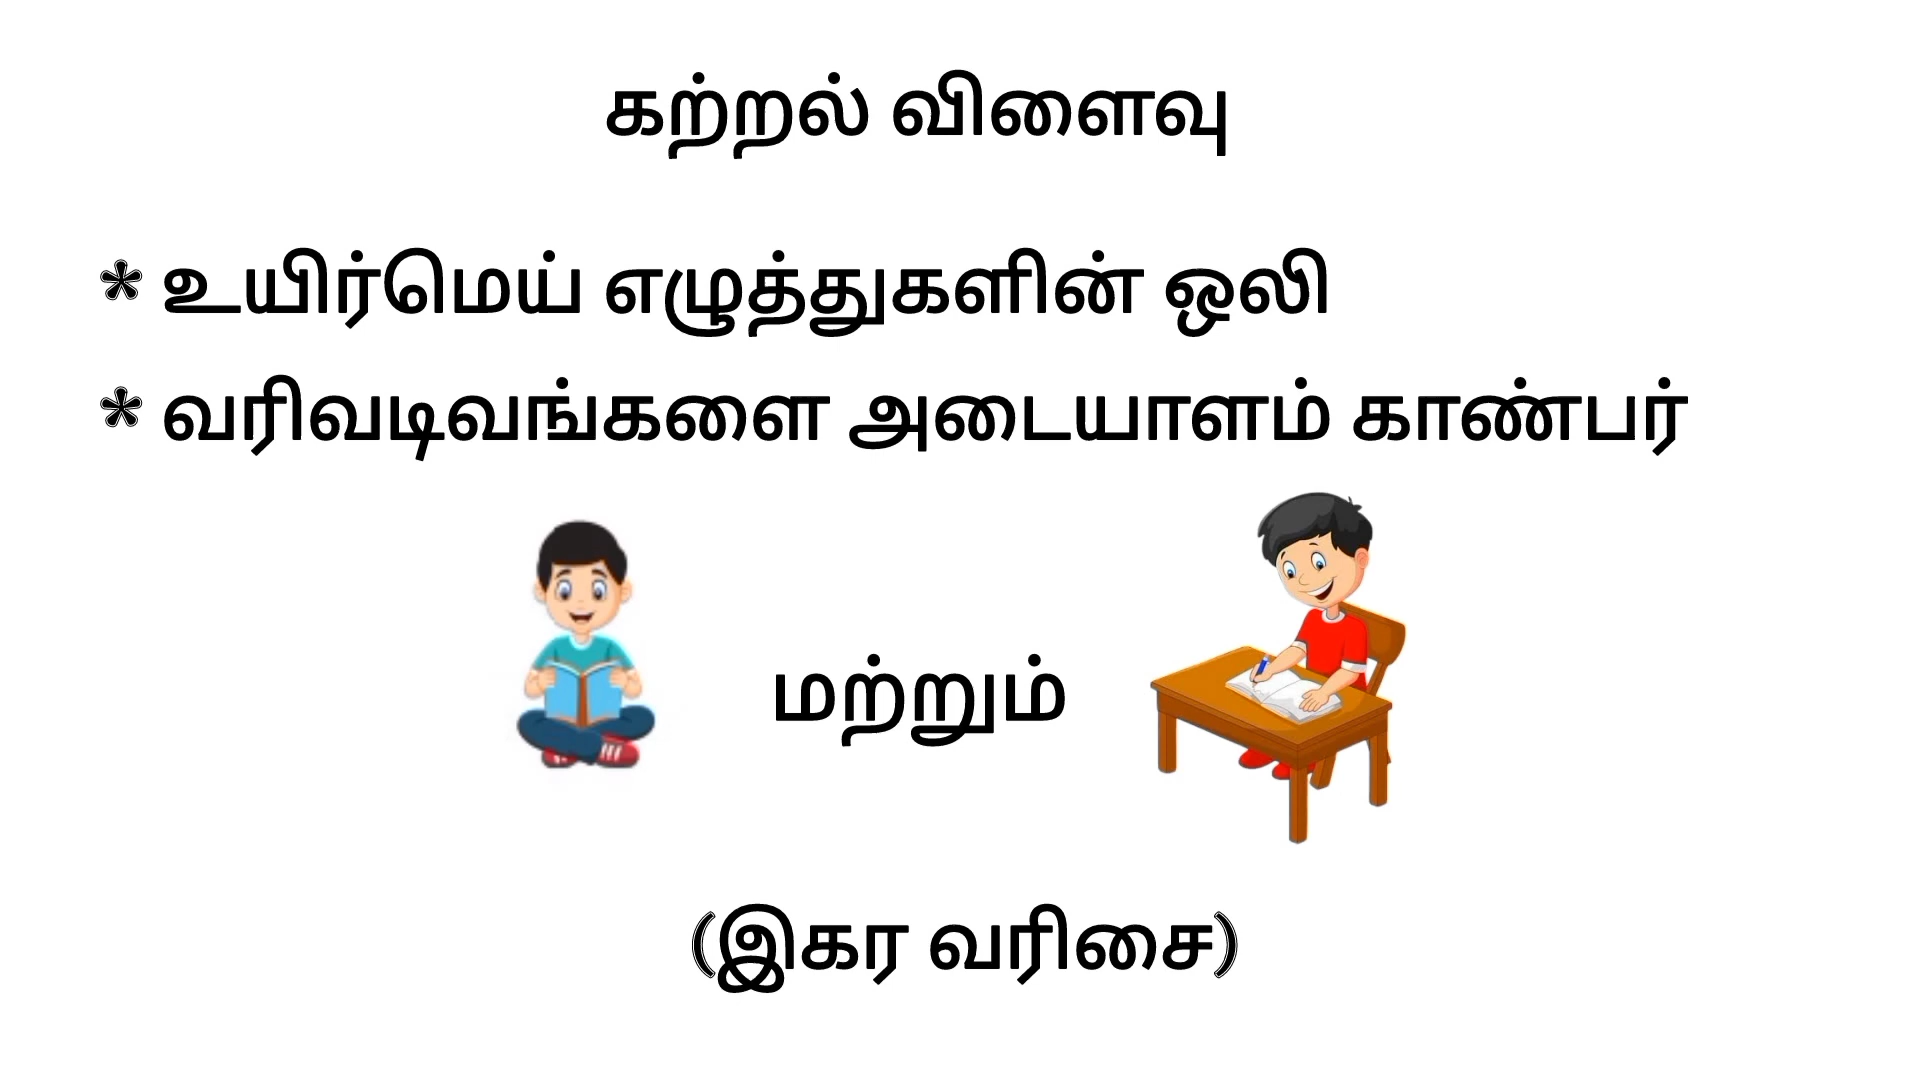 கற்றல் விளைவு
* உயிர்மெய் எழுத்துகளின் ஒலி
* வரிவடிவங்களை அடையாளம் காண்பர்
மற்றும்
(இகர வரிசை)